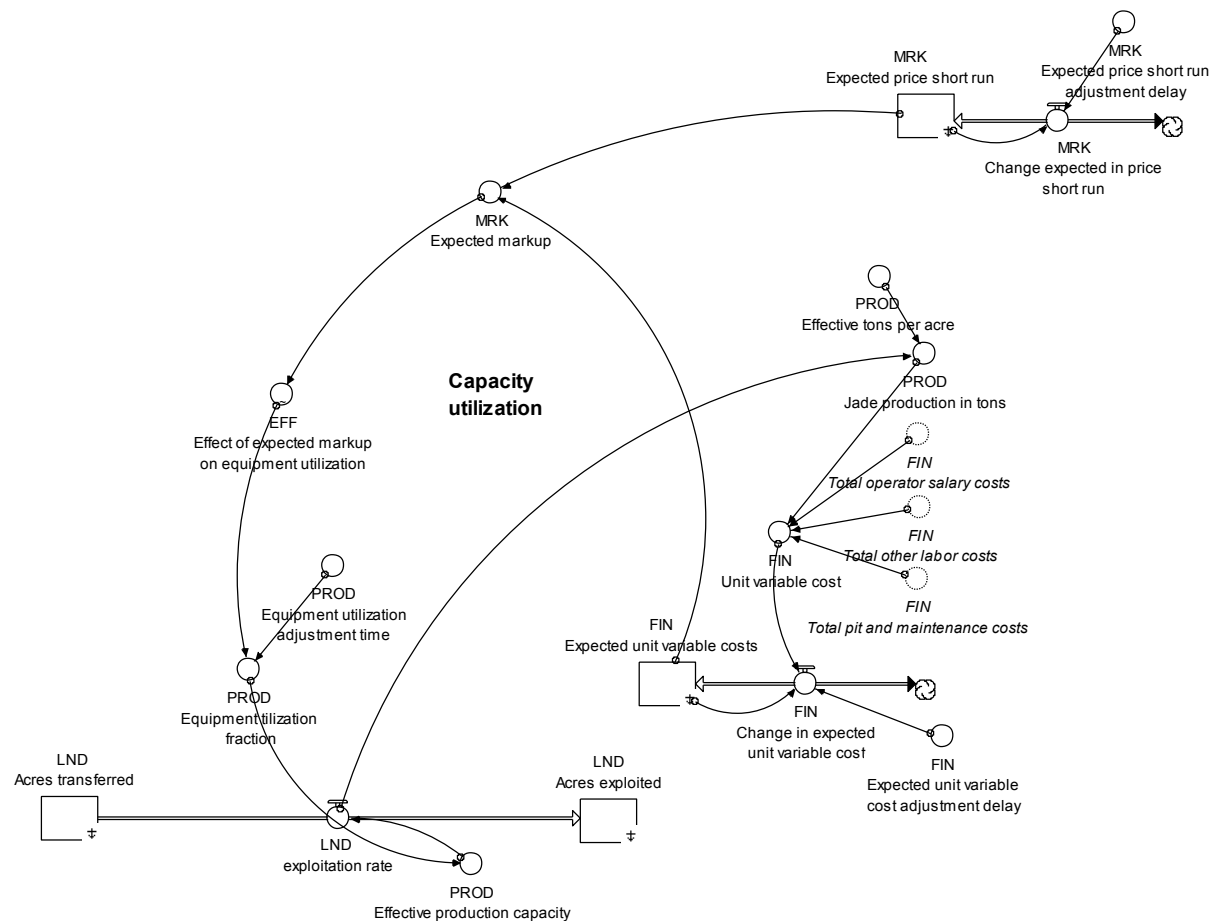 MRK
Expected price short run
adjustment delay
MRK
Expected price short run
MRK
Change expected in price
short run
MRK
Expected markup
PROD
Effective tons per acre
PROD
Jade production in tons
Capacity
utilization
EFF
Effect of expected markup
on equipment utilization
FIN
Total operator salary costs
FIN
Total other labor costs
FIN
Unit variable cost
FIN
Total pit and maintenance costs
PROD
Equipment utilization
adjustment time
FIN
Expected unit variable costs
PROD
Equipment tilization
fraction
FIN
Change in expected
unit variable cost
FIN
Expected unit variable
cost adjustment delay
LND
Acres transferred
LND
Acres exploited
LND
exploitation rate
PROD
Effective production capacity